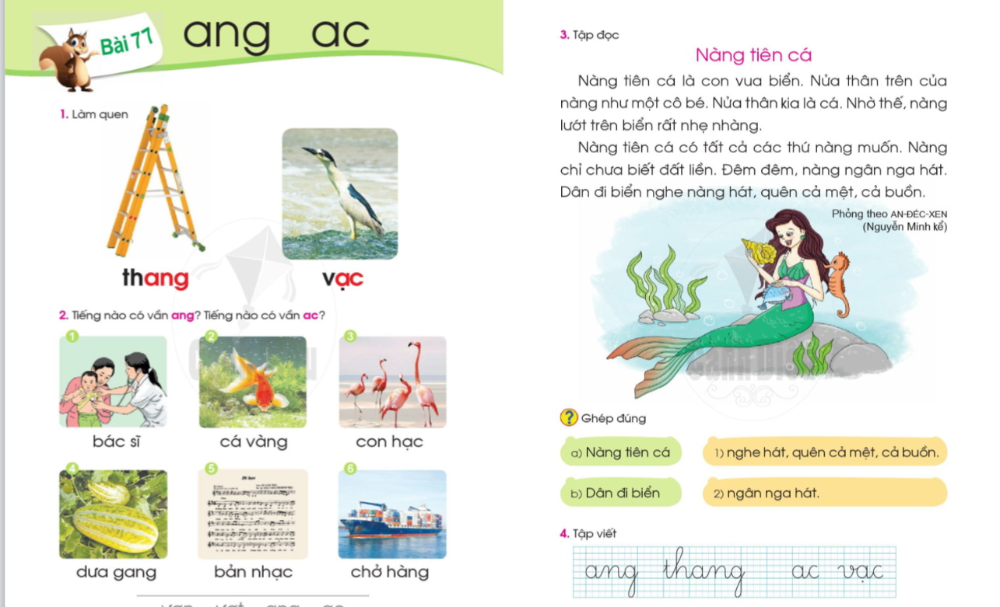 Bài 77
ang ac
1. Làm quen
thang
vạc
2. Tiếng nào có vần ang? Tiếng nào có vần ac?
1
2
3
bác sĩ
cá vàng
con hạc
4
5
6
dưa gang
bản nhạc
chở hàng
3. Tập đọc
Nàng tiên cá
Nàng tiên cá là con vua biển. Nửa thân trên của
nàng như một cô bé. Nửa thân kia là cá. Nhờ thế, nàng
lướt trên biển rất nhẹ nhàng.
Nàng tiên cá có tất cả các thứ nàng muốn. Nàng
chỉ chưa biết đất liền. Đêm đêm, nàng ngân nga hát.
Dân đi biển nghe nàng hát, quên cả mệt, cả buồn.
Phỏng theo AN-ĐÉC-XEN
(Nguyễn Minh kể)
? Ghép đúng
a) Nàng tiên cá
1) nghe hát, quên cả mệt, cả buồn.
b) Dân đi biển
2) ngân nga hát.
4. Tập viết
ang thang ac vạc